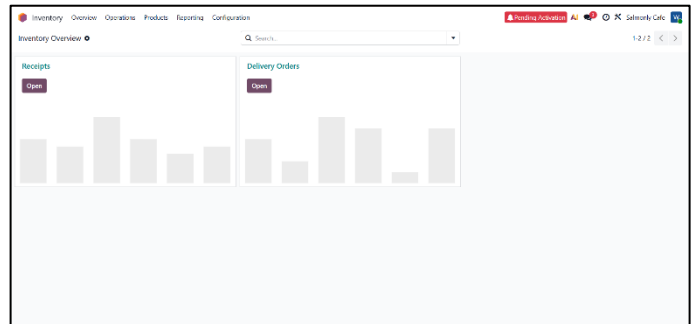 Inventory Overview Operations Products Reporting Configuration Pending Activation AI Salmonly Cafe
Inventory Overview Search... 1-2 / 2
Receipts Delivery Orders
Open Open